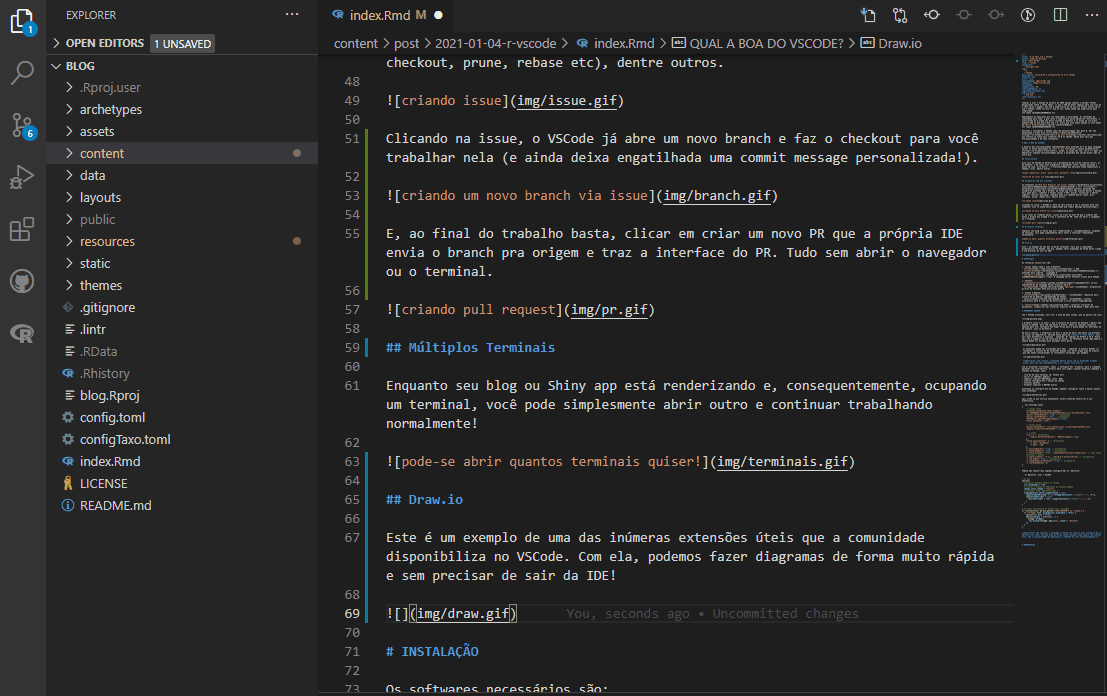 EXPLORER
···
OPEN EDITORS 1 UNSAVED
BLOG
.Rproj.user
archetypes
assets
content
data
layouts
public
resources
static
themes
.gitignore
.lintr
.RData
.Rhistory
blog.Rproj
config.toml
configTaxo.toml
index.Rmd
LICENSE
README.md
1
6
index.Rmd M
content > post > 2021-01-04-r-vscode > index.Rmd > QUAL A BOA DO VSCODE? > Draw.io
checkout, prune, rebase etc), dentre outros.
48
49 ![criando issue](img/issue.gif)
50
51 Clicando na issue, o VSCode já abre um novo branch e faz o checkout para você
trabalhar nela (e ainda deixa engatilhada uma commit message personalizada!).
52
53 ![criando um novo branch via issue](img/branch.gif)
54
55 E, ao final do trabalho basta, clicar em criar um novo PR que a própria IDE
envia o branch pra origem e traz a interface do PR. Tudo sem abrir o navegador
ou o terminal.
56
57 ![criando pull request](img/pr.gif)
58
59 ## Múltiplos Terminais
60
61 Enquanto seu blog ou Shiny app está renderizando e, consequentemente, ocupando
um terminal, você pode simplesmente abrir outro e continuar trabalhando
normalmente!
62
63 ![pode-se abrir quantos terminais quiser!](img/terminais.gif)
64
65 ## Draw.io
66
67 Este é um exemplo de uma das inúmeras extensões úteis que a comunidade
disponibiliza no VSCode. Com ela, podemos fazer diagramas de forma muito rápida
e sem precisar de sair da IDE!
68
69 ![](img/draw.gif) You, seconds ago • Uncommitted changes
70
71 # INSTALAÇÃO
72
73 Os softwares necessários são: